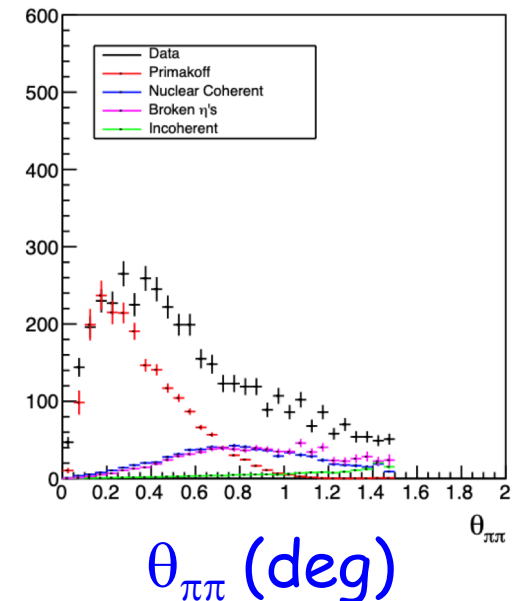 600
500
400
300
200
100
0
Data
Primakoff
Nuclear Coherent
Broken η's
Incoherent
0 0.2 0.4 0.6 0.8 1 1.2 1.4 1.6 1.8 2
θππ
θππ (deg)